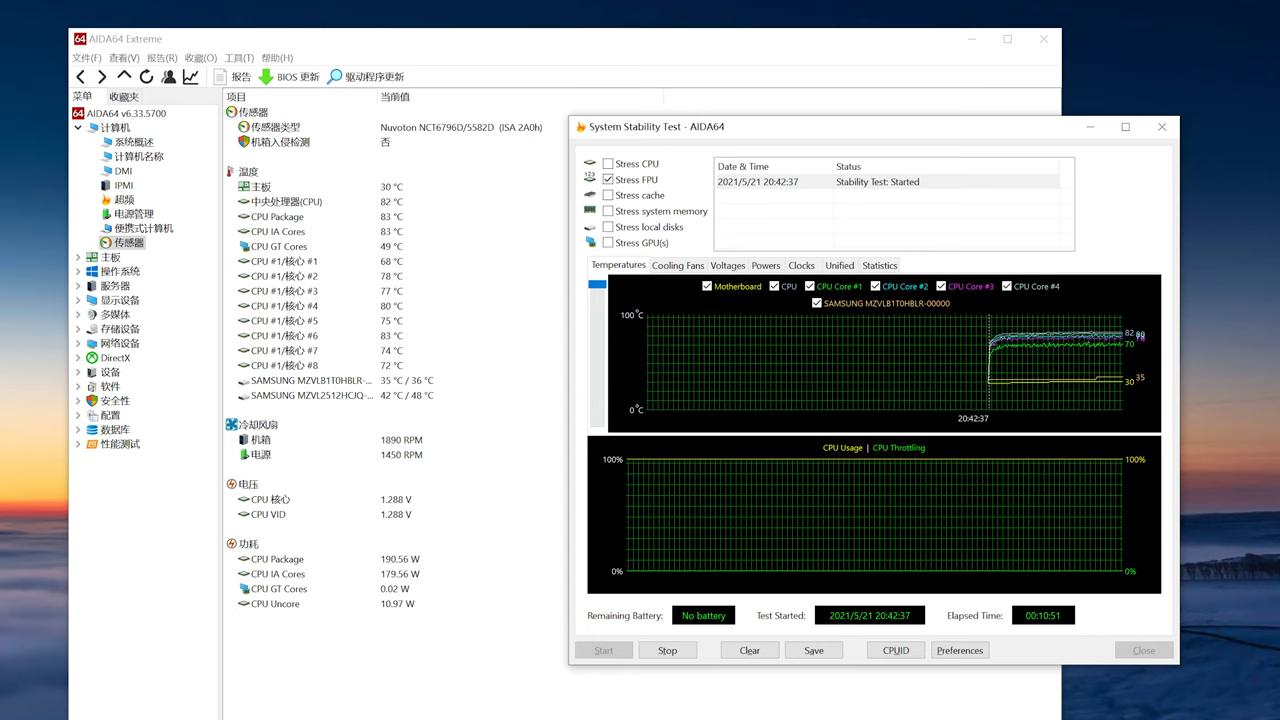 AIDA64 Extreme
文件(F) 查看(V) 报告(R) 收藏(O) 工具(T) 帮助(H)
报告 BIOS 更新 驱动程序更新
菜单 收藏夹
AIDA64 v6.33.5700
计算机
系统概述
计算机名称
DMI
IPMI
超频
电源管理
便携式计算机
传感器
主板
操作系统
服务器
显示设备
多媒体
存储设备
网络设备
DirectX
设备
软件
安全性
配置
数据库
性能测试
项目 当前值
传感器
传感器类型 Nuvoton NCT6796D/5582D (ISA 2A0h)
机箱入侵检测 否
温度
主板 30 °C
中央处理器(CPU) 82 °C
CPU Package 83 °C
CPU IA Cores 83 °C
CPU GT Cores 49 °C
CPU #1/核心 #1 68 °C
CPU #1/核心 #2 78 °C
CPU #1/核心 #3 77 °C
CPU #1/核心 #4 80 °C
CPU #1/核心 #5 75 °C
CPU #1/核心 #6 83 °C
CPU #1/核心 #7 74 °C
CPU #1/核心 #8 72 °C
SAMSUNG MZVLB1T0HBLR-... 35 °C / 36 °C
SAMSUNG MZVL2512HCJQ-... 42 °C / 48 °C
冷却风扇
机箱 1890 RPM
电源 1450 RPM
电压
CPU 核心 1.288 V
CPU VID 1.288 V
功耗
CPU Package 190.56 W
CPU IA Cores 179.56 W
CPU GT Cores 0.02 W
CPU Uncore 10.97 W
System Stability Test - AIDA64
Stress CPU
Stress FPU
Stress cache
Stress system memory
Stress local disks
Stress GPU(s)
Date & Time Status
2021/5/21 20:42:37 Stability Test: Started
Temperatures Cooling Fans Voltages Powers Clocks Unified Statistics
Motherboard CPU CPU Core #1 CPU Core #2 CPU Core #3 CPU Core #4
SAMSUNG MZVLB1T0HBLR-00000
100°C
82
70
35
30
0°C
20:42:37
CPU Usage | CPU Throttling
100% 100%
0% 0%
Remaining Battery: No battery Test Started: 2021/5/21 20:42:37 Elapsed Time: 00:10:51
Start Stop Clear Save CPUID Preferences Close